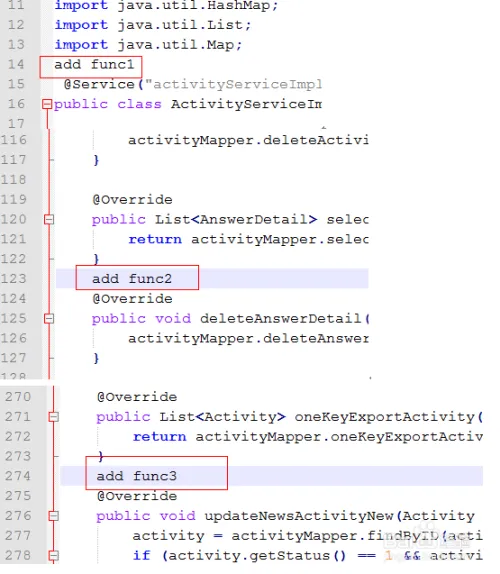 11 import java.util.HashMap;
12 import java.util.List;
13 import java.util.Map;
14 add func1
15 @Service("activityServiceImpl
16 public class ActivityServiceIm
17
116 activityMapper.deleteActivi
117 }
118
119 @Override
120 public List<AnswerDetail> selec
121 return activityMapper.selec
122 }
123 add func2
124 @Override
125 public void deleteAnswerDetail(
126 activityMapper.deleteAnswer
127 }
128
270 @Override
271 public List<Activity> oneKeyExportActivity(
272 return activityMapper.oneKeyExportActiv
273 }
274 add func3
275 @Override
276 public void updateNewsActivityNew(Activity
277 activity = activityMapper.findByID(acti
278 if (activity.getStatus() == 1 && activi